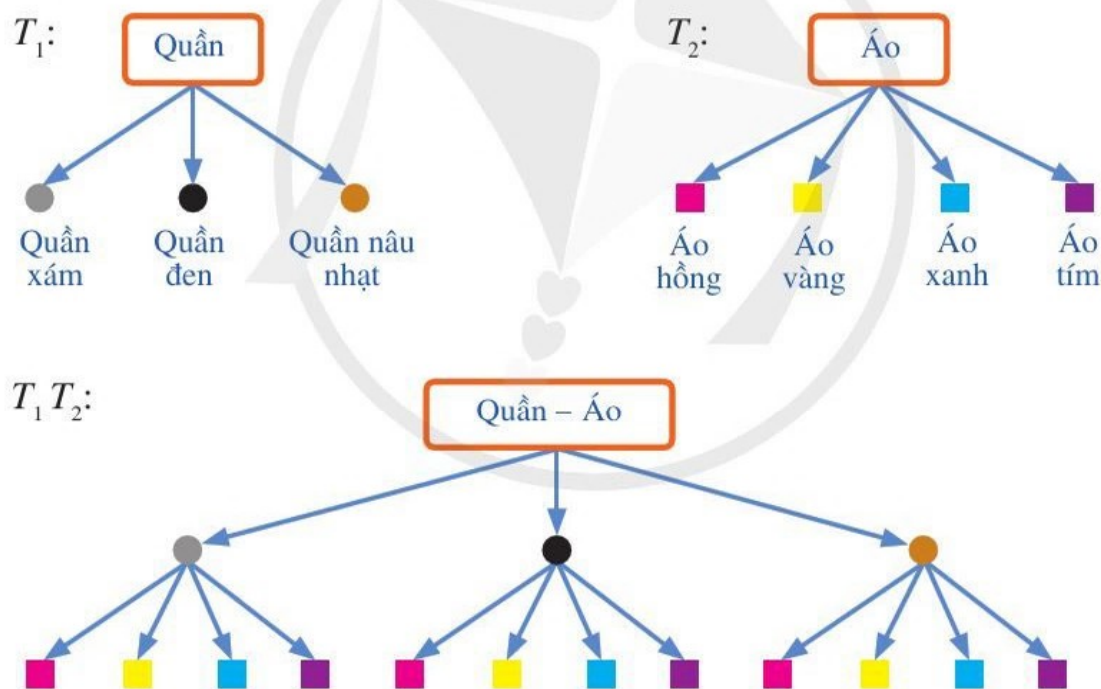 T₁:
Quần
Quần xám
Quần đen
Quần nâu nhạt
T₂:
Áo
Áo hồng
Áo vàng
Áo xanh
Áo tím
T₁ T₂:
Quần – Áo